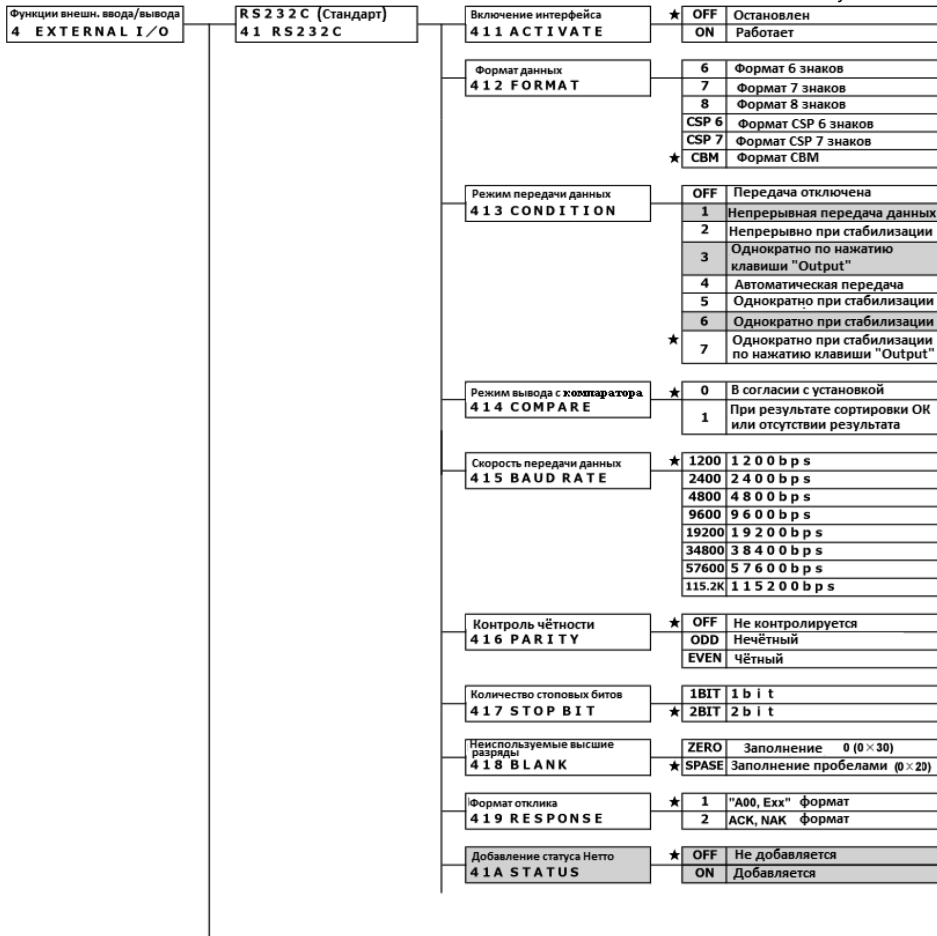 Функции внешн. ввода/вывода
4 EXTERNAL I/O
RS232C (Стандарт)
41 RS232C
Включение интерфейса
411 ACTIVATE
★ OFF Остановлен
ON Работает
Формат данных
412 FORMAT
6 Формат 6 знаков
7 Формат 7 знаков
8 Формат 8 знаков
CSP 6 Формат CSP 6 знаков
CSP 7 Формат CSP 7 знаков
★ CBM Формат CBM
Режим передачи данных
413 CONDITION
OFF Передача отключена
1 Непрерывная передача данных
2 Непрерывно при стабилизации
3 Однократно по нажатию
клавиши "Output"
4 Автоматическая передача
5 Однократно при стабилизации
6 Однократно при стабилизации
★ 7 Однократно при стабилизации
по нажатию клавиши "Output"
Режим вывода с компаратора
414 COMPARE
★ 0 В согласии с установкой
1 При результате сортировки ОК
или отсутствии результата
Скорость передачи данных
415 BAUD RATE
★ 1200 1200bps
2400 2400bps
4800 4800bps
9600 9600bps
19200 19200bps
34800 38400bps
57600 57600bps
115.2K 115200bps
Контроль чётности
416 PARITY
★ OFF Не контролируется
ODD Нечётный
EVEN Чётный
Количество стоповых битов
417 STOP BIT
1BIT 1bit
★ 2BIT 2bit
Неиспользуемые высшие
разряды
418 BLANK
ZERO Заполнение 0 (0×30)
★ SPASE Заполнение пробелами (0×20)
Формат отклика
419 RESPONSE
★ 1 "A00, Exx" формат
2 ACK, NAK формат
Добавление статуса Нетто
41A STATUS
★ OFF Не добавляется
ON Добавляется